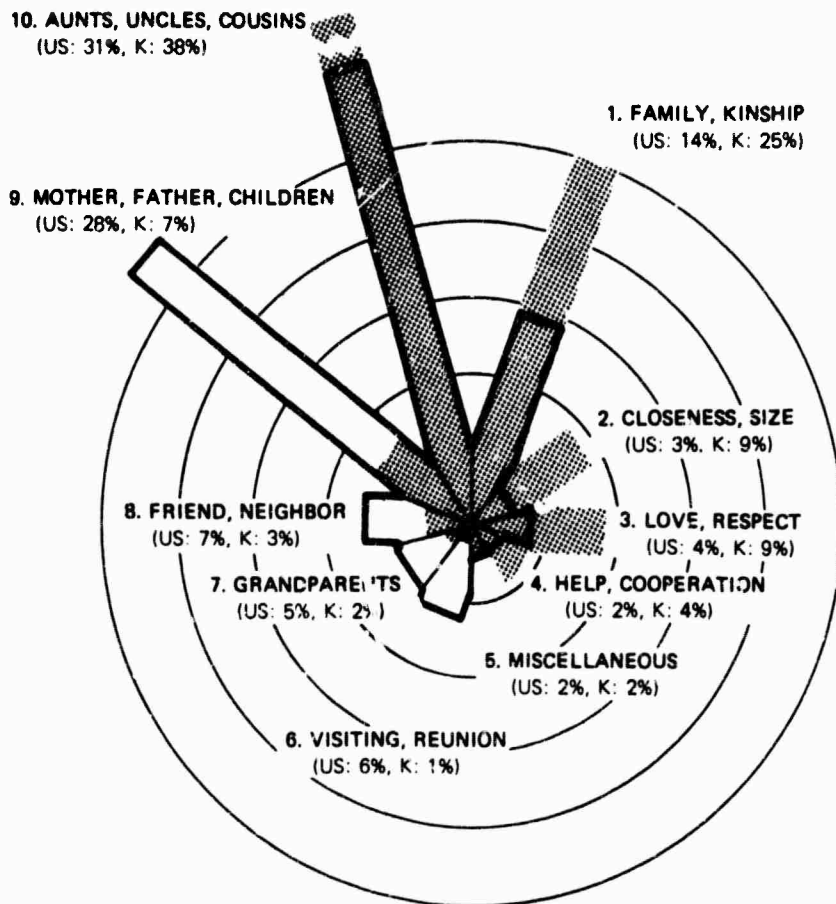 10. AUNTS, UNCLES, COUSINS
(US: 31%, K: 38%)
1. FAMILY, KINSHIP
(US: 14%, K: 25%)
9. MOTHER, FATHER, CHILDREN
(US: 28%, K: 7%)
2. CLOSENESS, SIZE
(US: 3%, K: 9%)
8. FRIEND, NEIGHBOR
(US: 7%, K: 3%)
3. LOVE, RESPECT
(US: 4%, K: 9%)
7. GRANDPARENTS
(US: 5%, K: 2%)
4. HELP, COOPERATION
(US: 2%, K: 4%)
5. MISCELLANEOUS
(US: 2%, K: 2%)
6. VISITING, REUNION
(US: 6%, K: 1%)